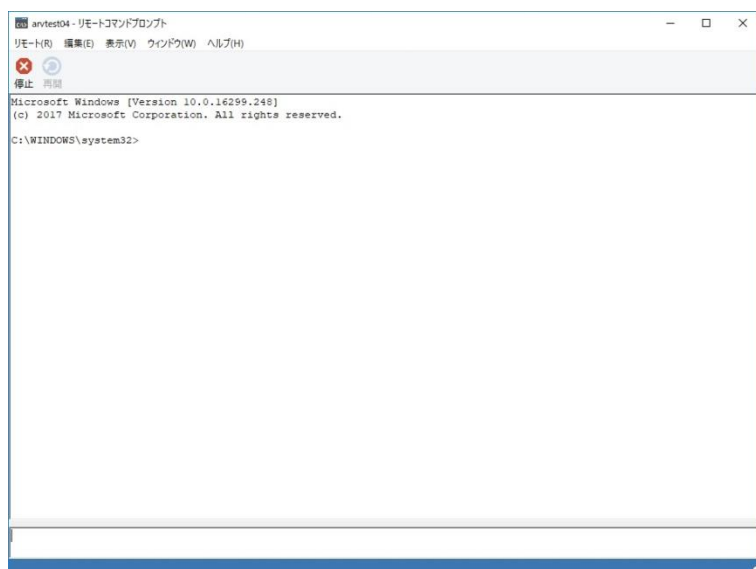 arvtest04 - リモートコマンドプロンプト
リモート(R) 編集(E) 表示(V) ウィンドウ(W) ヘルプ(H)
停止 再開
Microsoft Windows [Version 10.0.16299.248]
(c) 2017 Microsoft Corporation. All rights reserved.
C:\WINDOWS\system32>